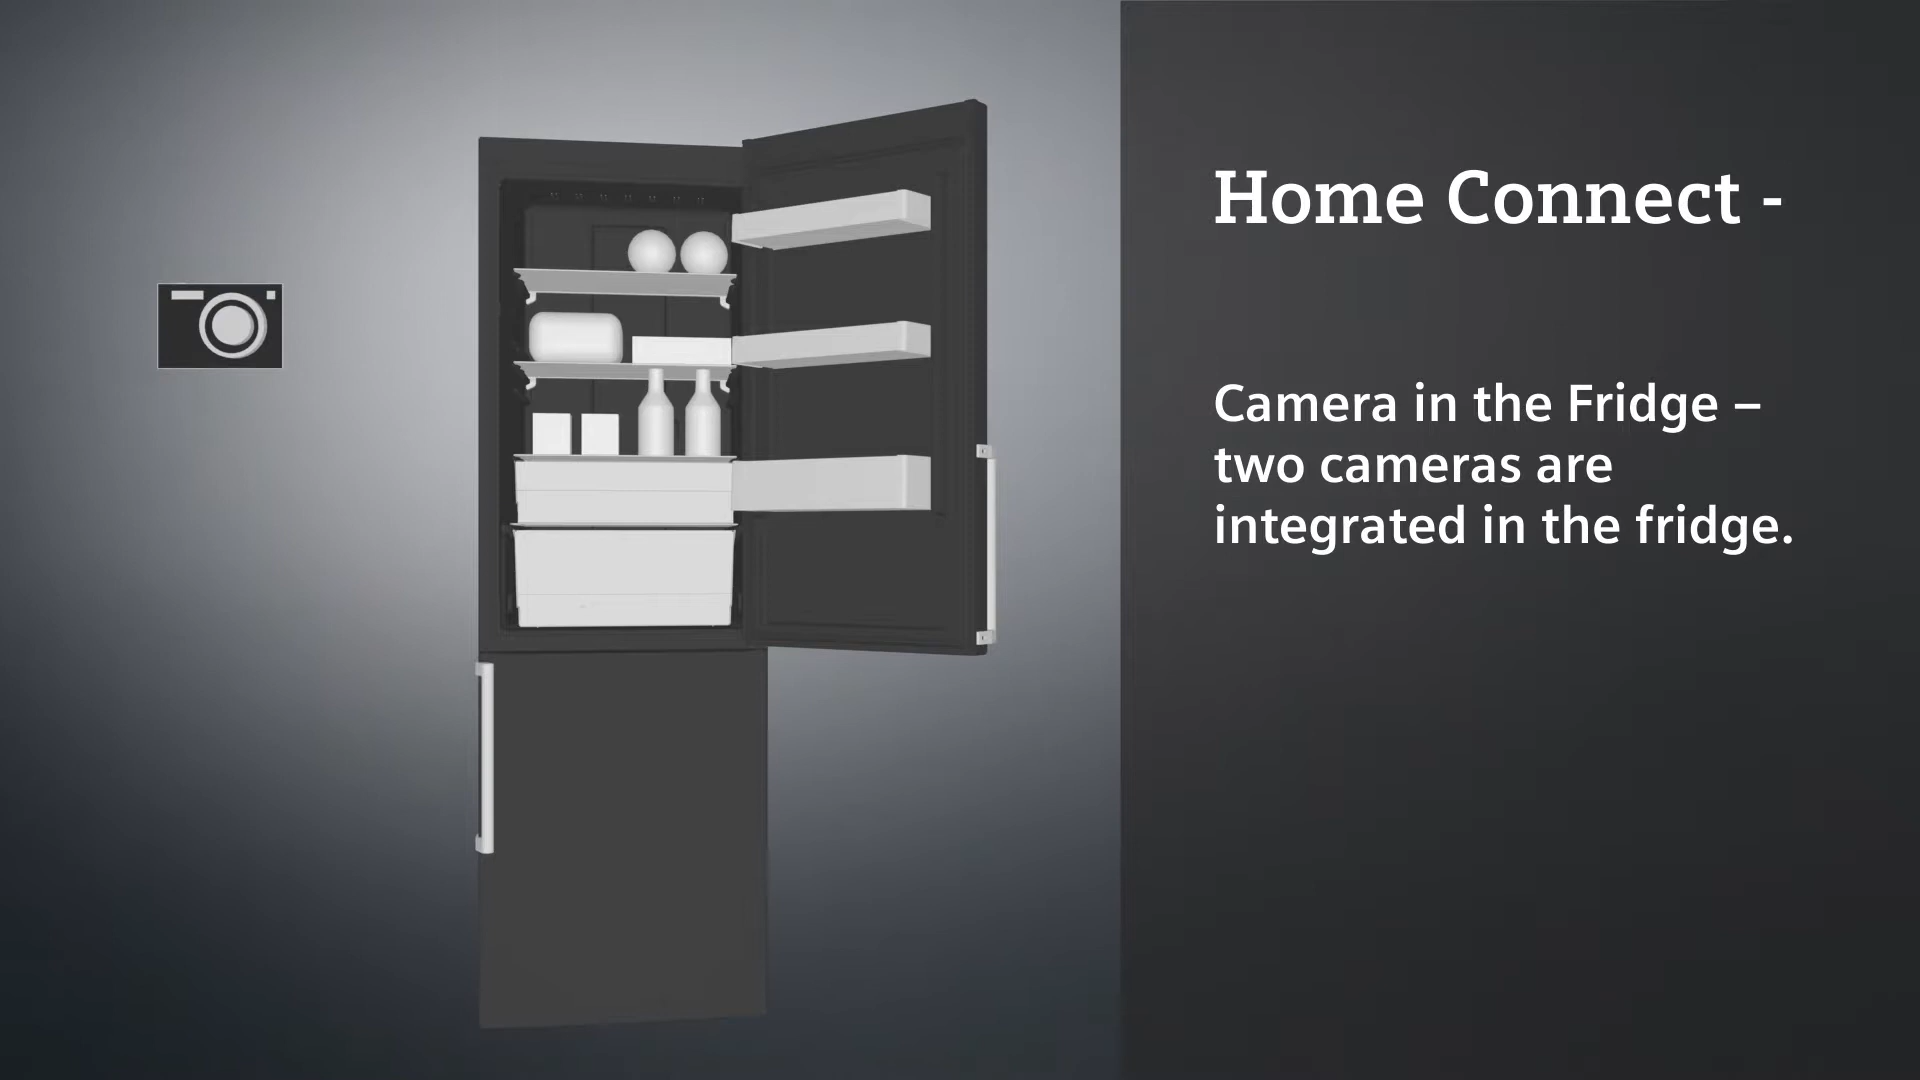 Home Connect -
Camera in the Fridge –
two cameras are
integrated in the fridge.